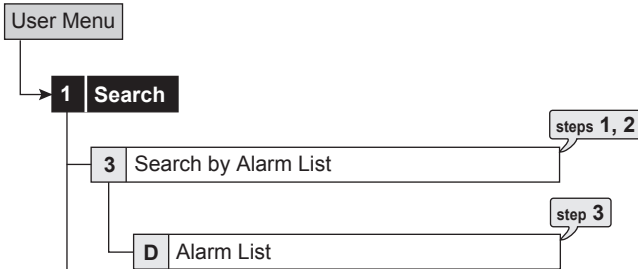 User Menu
1 Search
steps 1, 2
3 Search by Alarm List
step 3
D Alarm List